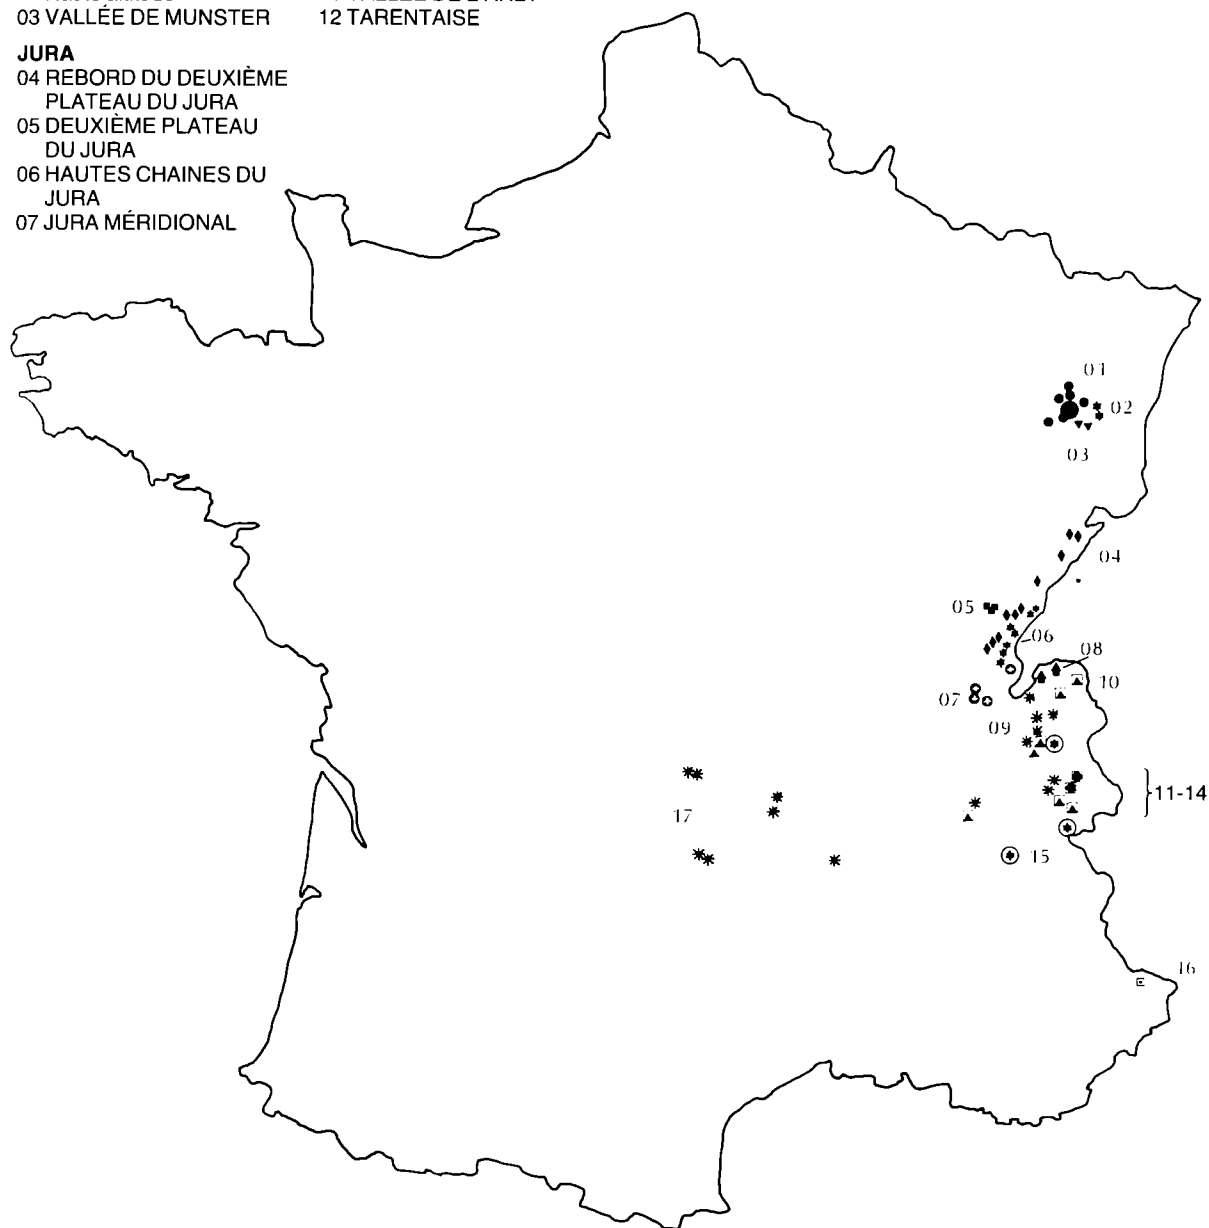 03 VALLÉE DE MUNSTER
12 TARENTAISE
JURA
04 REBORD DU DEUXIÈME
PLATEAU DU JURA
05 DEUXIÈME PLATEAU
DU JURA
06 HAUTES CHAINES DU
JURA
07 JURA MÉRIDIONAL
01
02
03
04
05
06
08
10
07
09
11-14
17
15
16